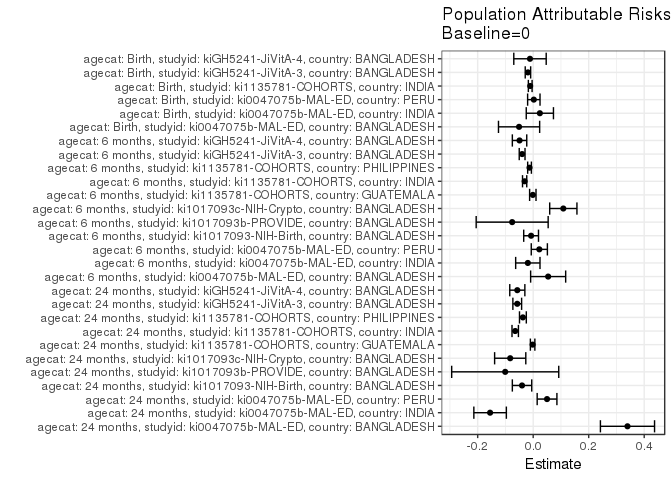 Population Attributable Risks
Baseline=0
agecat: Birth, studyid: kiGH5241-JiVitA-4, country: BANGLADESH
agecat: Birth, studyid: kiGH5241-JiVitA-3, country: BANGLADESH
agecat: Birth, studyid: ki1135781-COHORTS, country: INDIA
agecat: Birth, studyid: ki0047075b-MAL-ED, country: PERU
agecat: Birth, studyid: ki0047075b-MAL-ED, country: INDIA
agecat: Birth, studyid: ki0047075b-MAL-ED, country: BANGLADESH
agecat: 6 months, studyid: kiGH5241-JiVitA-4, country: BANGLADESH
agecat: 6 months, studyid: kiGH5241-JiVitA-3, country: BANGLADESH
agecat: 6 months, studyid: ki1135781-COHORTS, country: PHILIPPINES
agecat: 6 months, studyid: ki1135781-COHORTS, country: INDIA
agecat: 6 months, studyid: ki1135781-COHORTS, country: GUATEMALA
agecat: 6 months, studyid: ki1017093c-NIH-Crypto, country: BANGLADESH
agecat: 6 months, studyid: ki1017093b-PROVIDE, country: BANGLADESH
agecat: 6 months, studyid: ki1017093-NIH-Birth, country: BANGLADESH
agecat: 6 months, studyid: ki0047075b-MAL-ED, country: PERU
agecat: 6 months, studyid: ki0047075b-MAL-ED, country: INDIA
agecat: 6 months, studyid: ki0047075b-MAL-ED, country: BANGLADESH
agecat: 24 months, studyid: kiGH5241-JiVitA-4, country: BANGLADESH
agecat: 24 months, studyid: kiGH5241-JiVitA-3, country: BANGLADESH
agecat: 24 months, studyid: ki1135781-COHORTS, country: PHILIPPINES
agecat: 24 months, studyid: ki1135781-COHORTS, country: INDIA
agecat: 24 months, studyid: ki1135781-COHORTS, country: GUATEMALA
agecat: 24 months, studyid: ki1017093c-NIH-Crypto, country: BANGLADESH
agecat: 24 months, studyid: ki1017093b-PROVIDE, country: BANGLADESH
agecat: 24 months, studyid: ki1017093-NIH-Birth, country: BANGLADESH
agecat: 24 months, studyid: ki0047075b-MAL-ED, country: PERU
agecat: 24 months, studyid: ki0047075b-MAL-ED, country: INDIA
agecat: 24 months, studyid: ki0047075b-MAL-ED, country: BANGLADESH
-0.2 0.0 0.2 0.4
Estimate